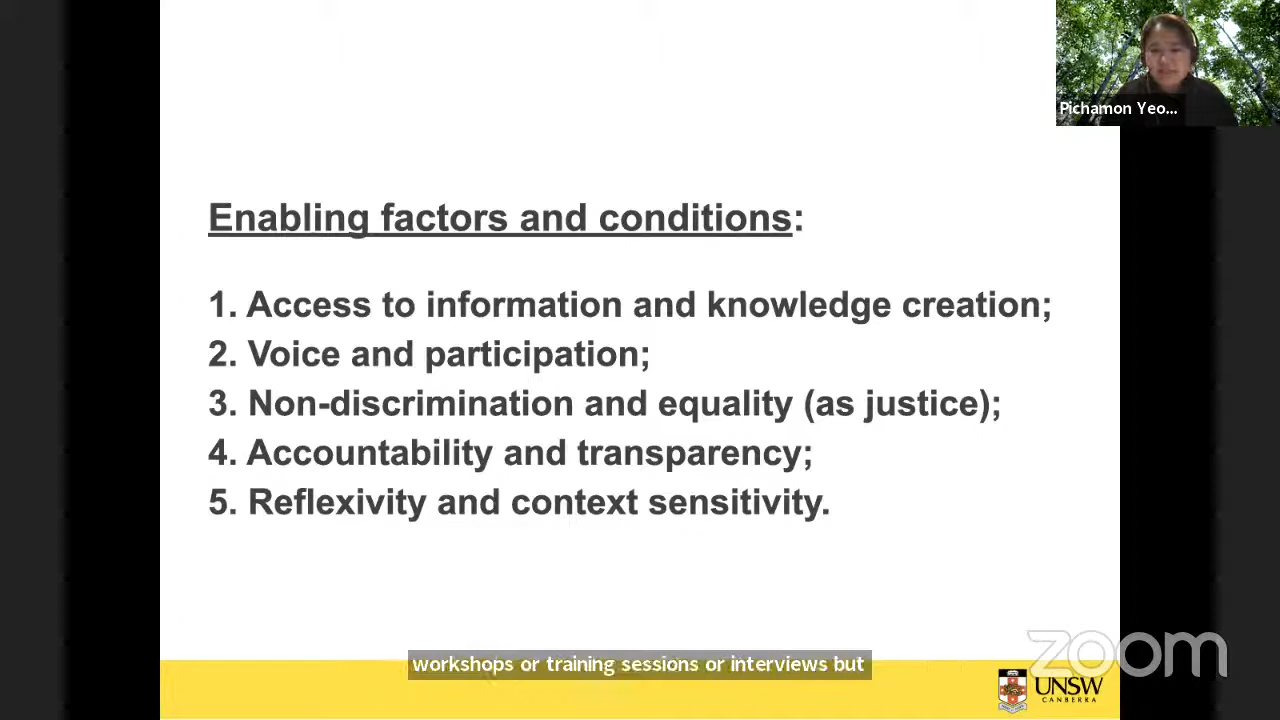 Pichamon Yeo...
Enabling factors and conditions:
1. Access to information and knowledge creation;
2. Voice and participation;
3. Non-discrimination and equality (as justice);
4. Accountability and transparency;
5. Reflexivity and context sensitivity.
workshops or training sessions or interviews but
zoom
UNSW
CANBERRA